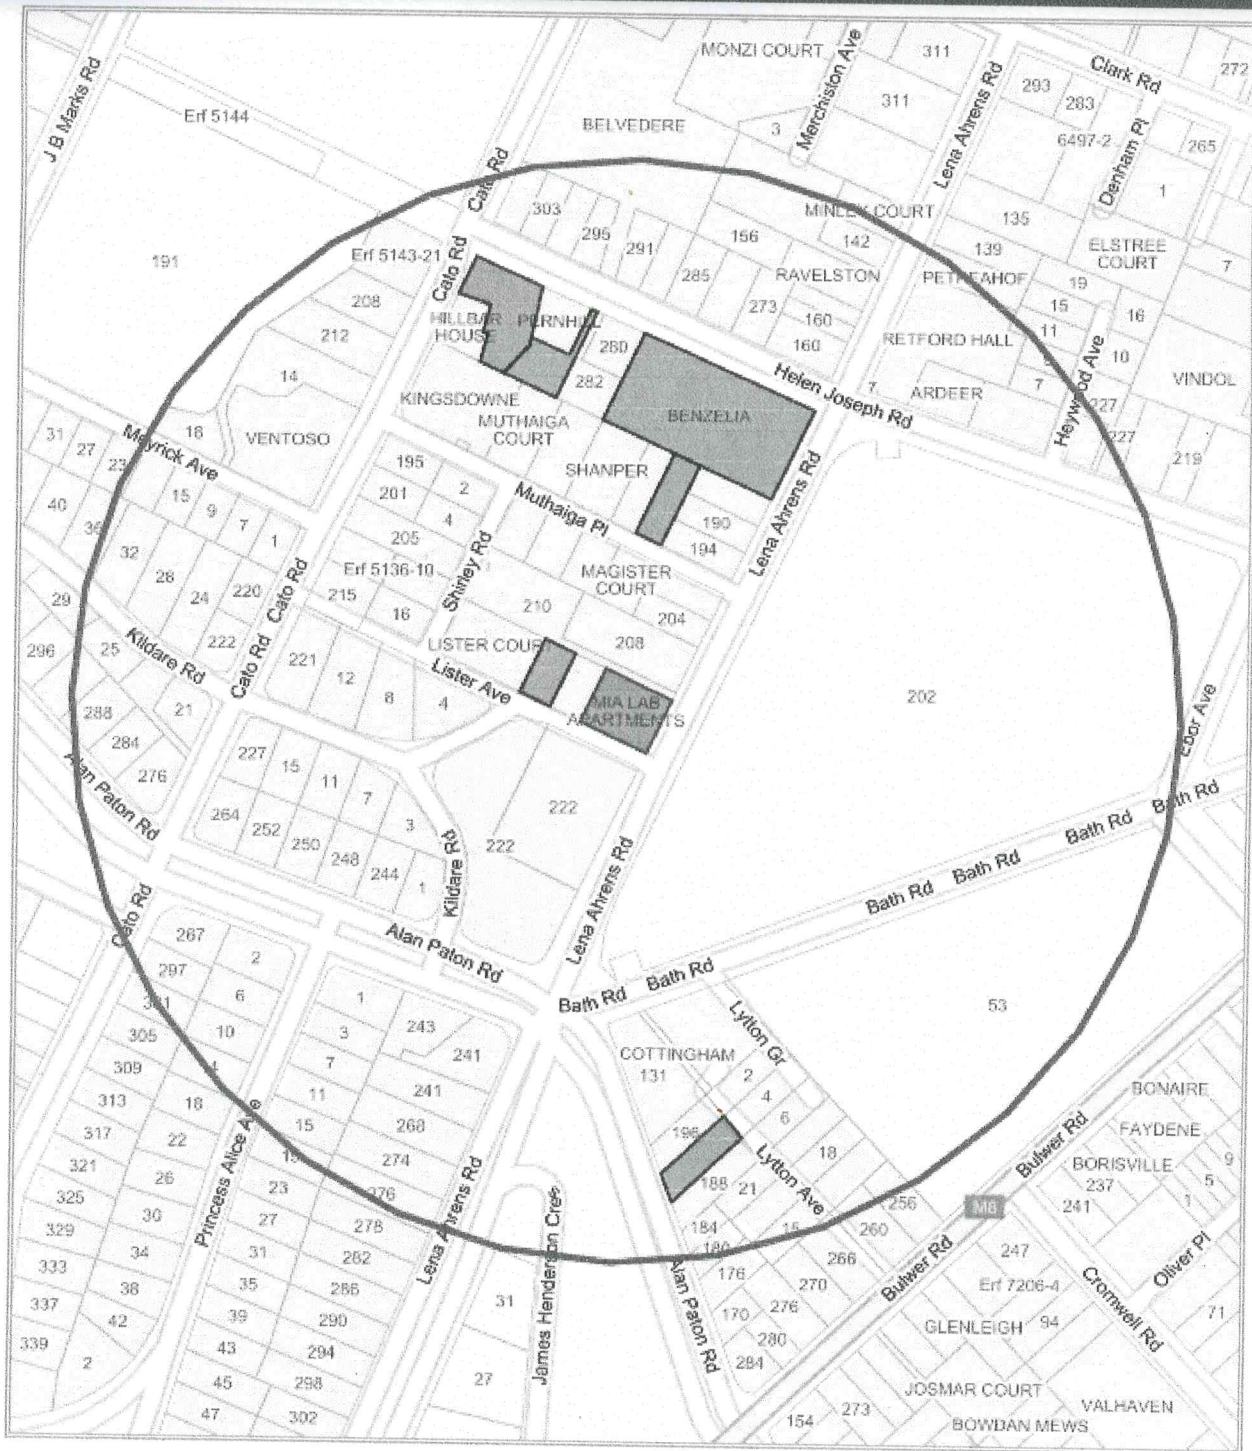 MONZI COURT
Merchiston Ave
311
Clark Rd
272
J B Marks Rd
Erf 5144
311
Lena Ahrens Rd
293
283
BELVEDERE
3
6497-2
Denham Pl
265
Cato Rd
1
303
MINLEY COURT
135
295
291
156
142
139
ELSTREE
COURT
191
Erf 5143-21
Cato Rd
285
RAVELSTON
19
7
208
273
160
15
16
HILLBAR
HOUSE
PERNHILL
212
280
160
RETFORD HALL
11
10
14
282
Helen Joseph Rd
7
ARDEER
7
Heywood Ave
VINDOL
KINGSDOWNE
BENZELIA
227
31
27
23
Meyrick Ave
18
VENTOSO
MUTHAIGA
COURT
227
219
195
SHANPER
40
36
15
9
7
1
201
2
Muthaiga Pl
Lena Ahrens Rd
190
205
4
194
32
28
24
220
Cato Rd
Erf 5136-10
Shirley Rd
MAGISTER
COURT
29
215
16
210
204
296
25
222
Kildare Rd
Cato Rd
LISTER COURT
208
221
12
8
4
Lister Ave
202
288
21
MIA LAB
APARTMENTS
Ebor Ave
284
276
227
15
11
7
222
Alan Paton Rd
264
252
250
248
244
3
1
222
Kildare Rd
Lena Ahrens Rd
Bath Rd
Bath Rd
Bath Rd
Bath Rd
Cato Rd
287
2
Alan Paton Rd
297
6
1
Bath Rd
Bath Rd
53
301
305
10
3
243
Lytton Gr
309
7
241
COTTINGHAM
131
2
313
18
11
241
4
BONAIRE
317
22
15
268
196
6
FAYDENE
321
274
18
Bulwer Rd
BORISVILLE
9
325
26
23
276
188
21
Lytton Ave
237
5
Princess Alice Ave
Lena Ahrens Rd
256
M8
241
1
329
30
27
278
184
15
260
333
34
31
282
180
266
247
Oliver Pl
337
38
35
286
31
James Henderson Cres
176
270
Bulwer Rd
Erf 7206-4
Cromwell Rd
42
39
290
Alan Paton Rd
170
276
GLENLEIGH
94
71
339
2
43
294
280
45
298
27
284
JOSMAR COURT
VALHAVEN
47
302
154
273
BOWDAN MEWS